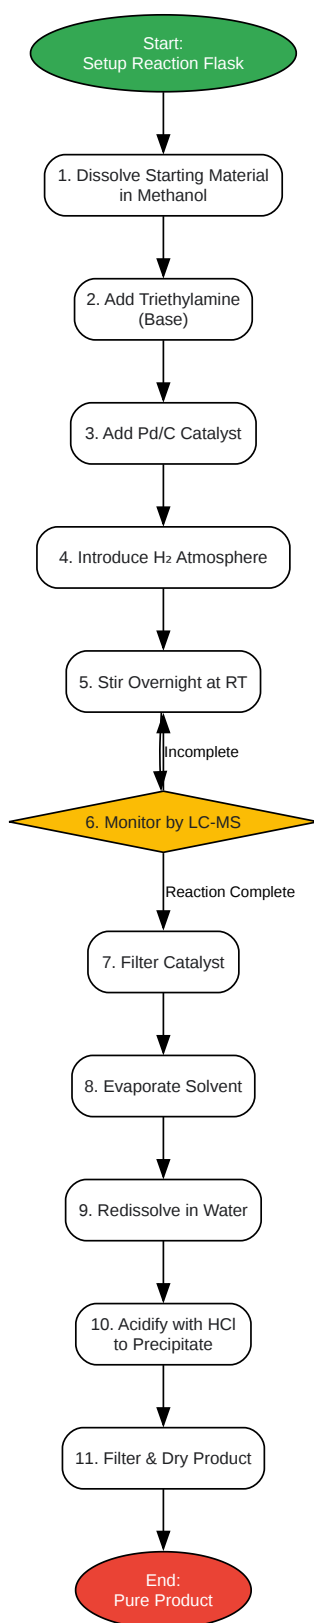 Start:
Setup Reaction Flask
1. Dissolve Starting Material
in Methanol
2. Add Triethylamine
(Base)
3. Add Pd/C Catalyst
4. Introduce H₂ Atmosphere
5. Stir Overnight at RT
Incomplete
6. Monitor by LC-MS
Reaction Complete
7. Filter Catalyst
8. Evaporate Solvent
9. Redissolve in Water
10. Acidify with HCl
to Precipitate
11. Filter & Dry Product
End:
Pure Product